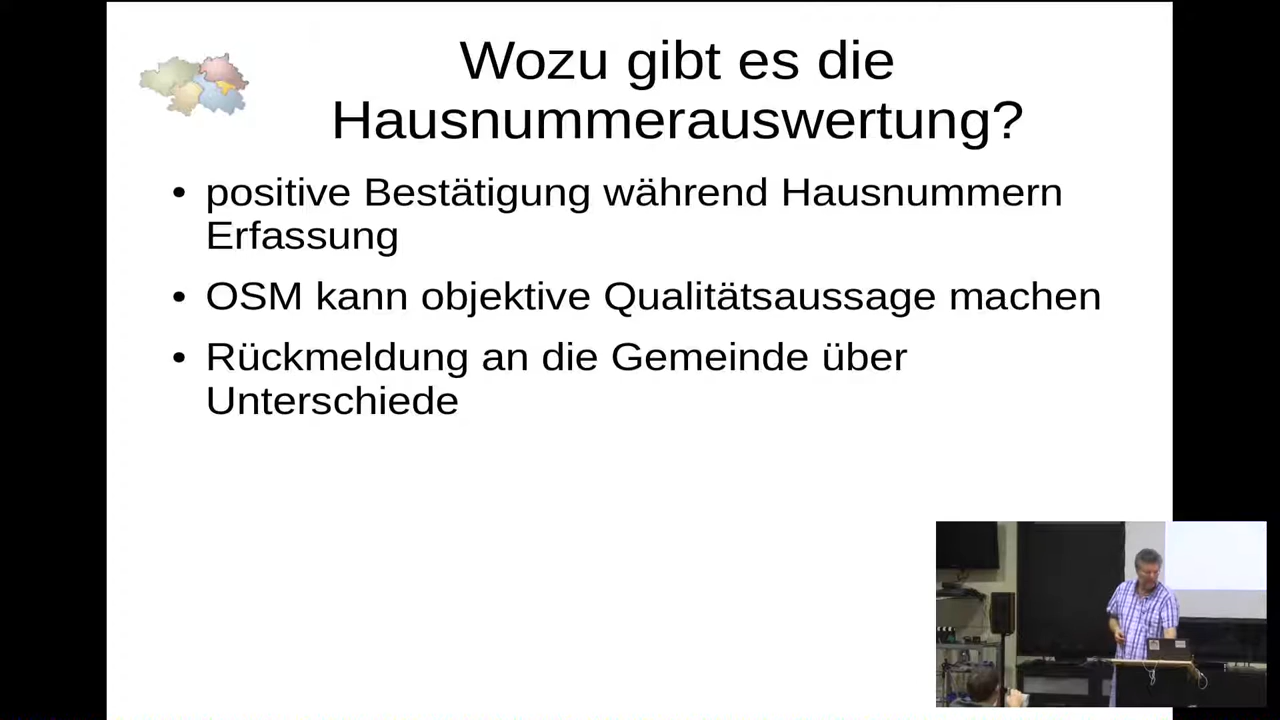 Wozu gibt es die
Hausnummerauswertung?
• positive Bestätigung während Hausnummern
Erfassung
• OSM kann objektive Qualitätsaussage machen
• Rückmeldung an die Gemeinde über
Unterschiede